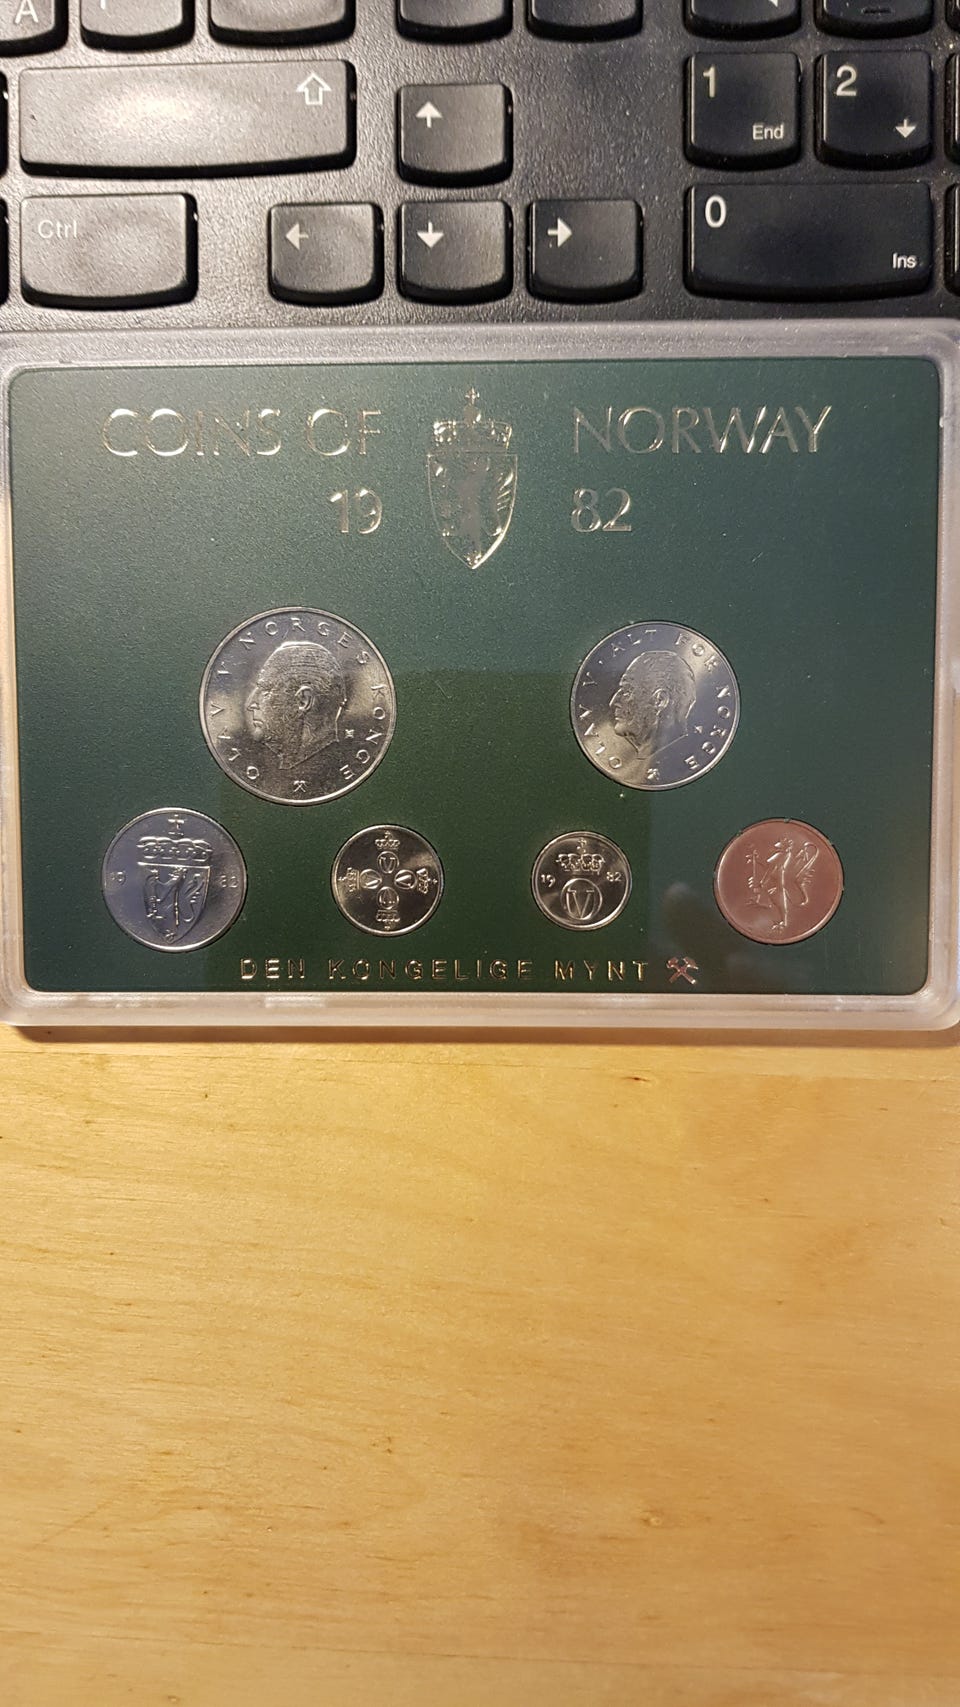 A
1
End
2
Ctrl
0
Ins
COINS OF NORWAY
19 82
OLAV V NORGES KONGE
OLAV V · ALT FOR NORGE
19 82
V V V V
19 82
V
DEN KONGELIGE MYNT